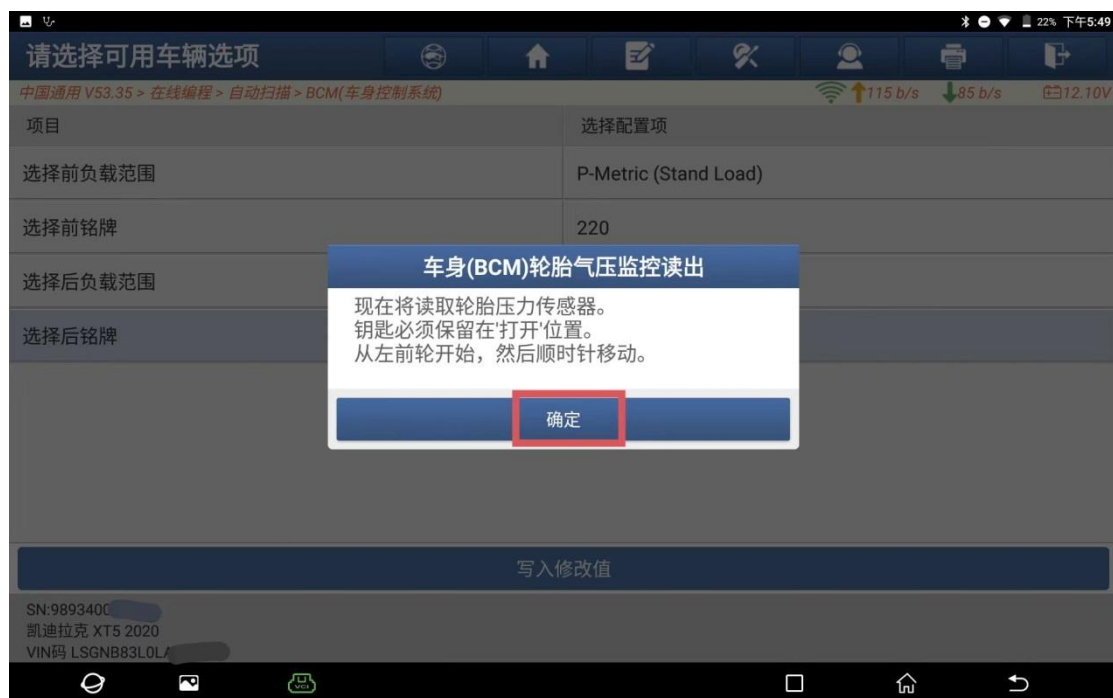 22% 下午5:49
请选择可用车辆选项
中国通用 V53.35 > 在线编程 > 自动扫描 > BCM(车身控制系统)
115 b/s 85 b/s 12.10V
项目 选择配置项
选择前负载范围 P-Metric (Stand Load)
选择前铭牌 220
选择后负载范围
选择后铭牌
车身(BCM)轮胎气压监控读出
现在将读取轮胎压力传感器。
钥匙必须保留在'打开'位置。
从左前轮开始，然后顺时针移动。
确定
写入修改值
SN:9893400
凯迪拉克 XT5 2020
VIN码 LSGNB83L0L
VCI